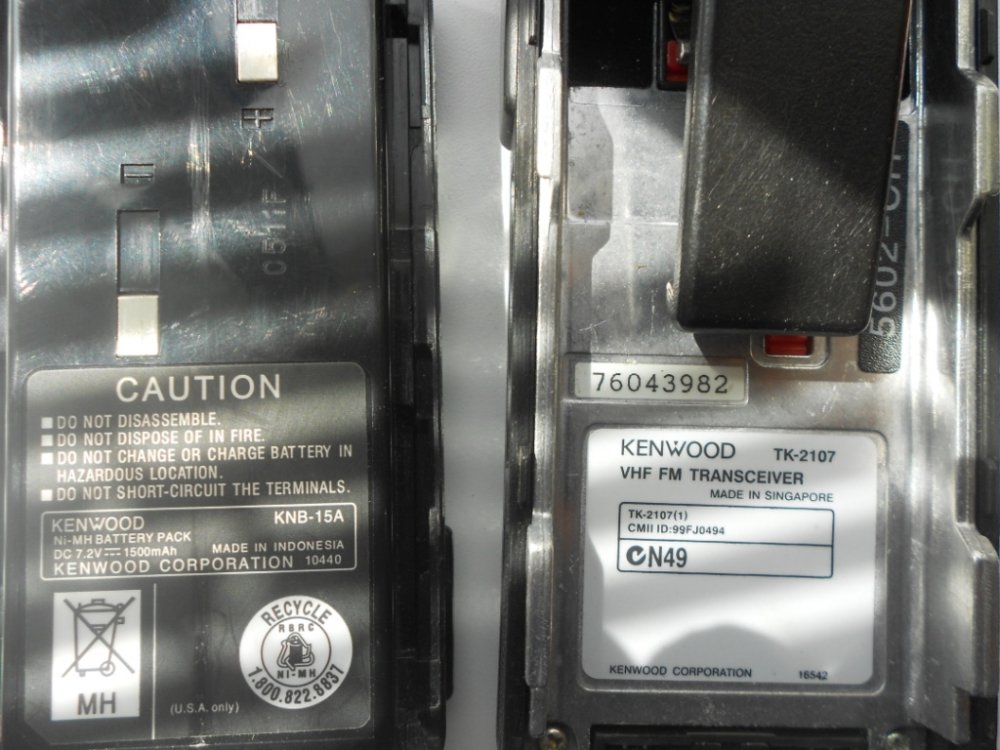 +
0511F /
CAUTION
DO NOT DISASSEMBLE.
DO NOT DISPOSE OF IN FIRE.
DO NOT CHANGE OR CHARGE BATTERY IN
HAZARDOUS LOCATION.
DO NOT SHORT-CIRCUIT THE TERMINALS.
KENWOOD KNB-15A
Ni-MH BATTERY PACK
DC 7.2V 1500mAh MADE IN INDONESIA
KENWOOD CORPORATION 10440
MH
(U.S.A. only)
RECYCLE
RBRC
NI-MH
1.800.822.8837
5602-
76043982
KENWOOD TK-2107
VHF FM TRANSCEIVER
MADE IN SINGAPORE
TK-2107(1)
CMII ID:99FJ0494
N49
KENWOOD CORPORATION 16542